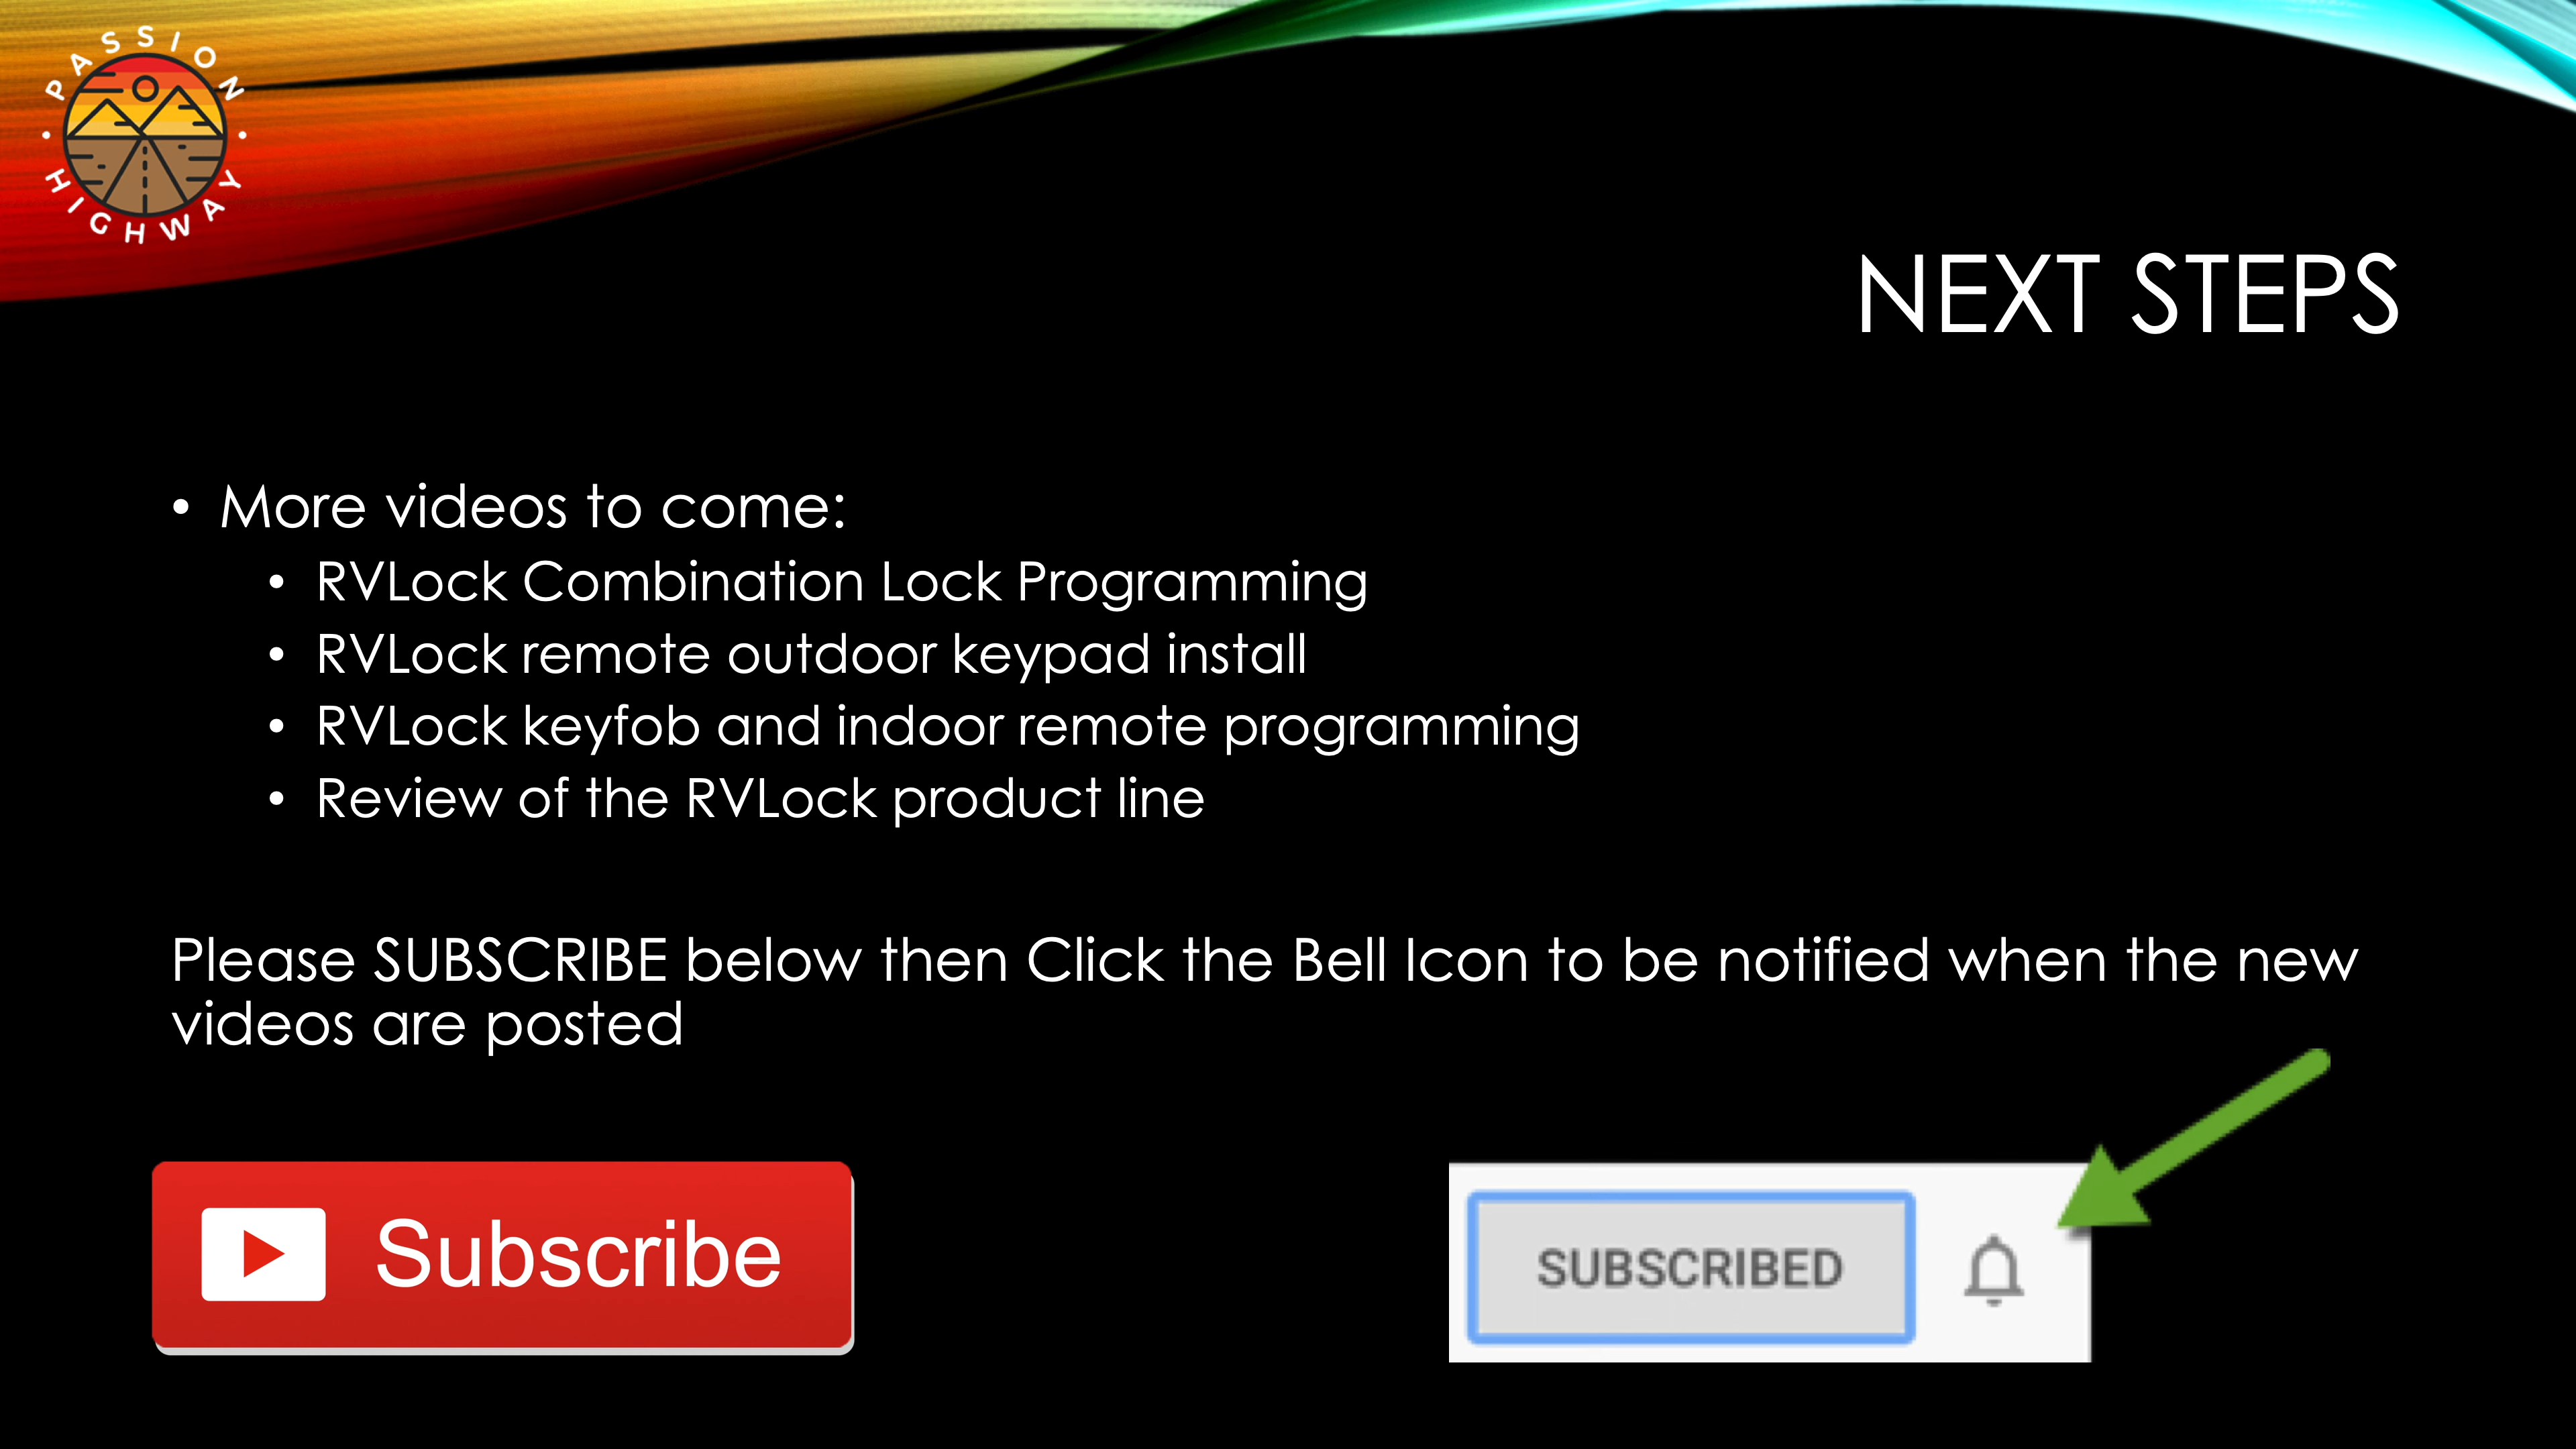 PASSION
HIGHWAY
NEXT STEPS
• More videos to come:
• RVLock Combination Lock Programming
• RVLock remote outdoor keypad install
• RVLock keyfob and indoor remote programming
• Review of the RVLock product line
Please SUBSCRIBE below then Click the Bell Icon to be notified when the new
videos are posted
Subscribe
SUBSCRIBED